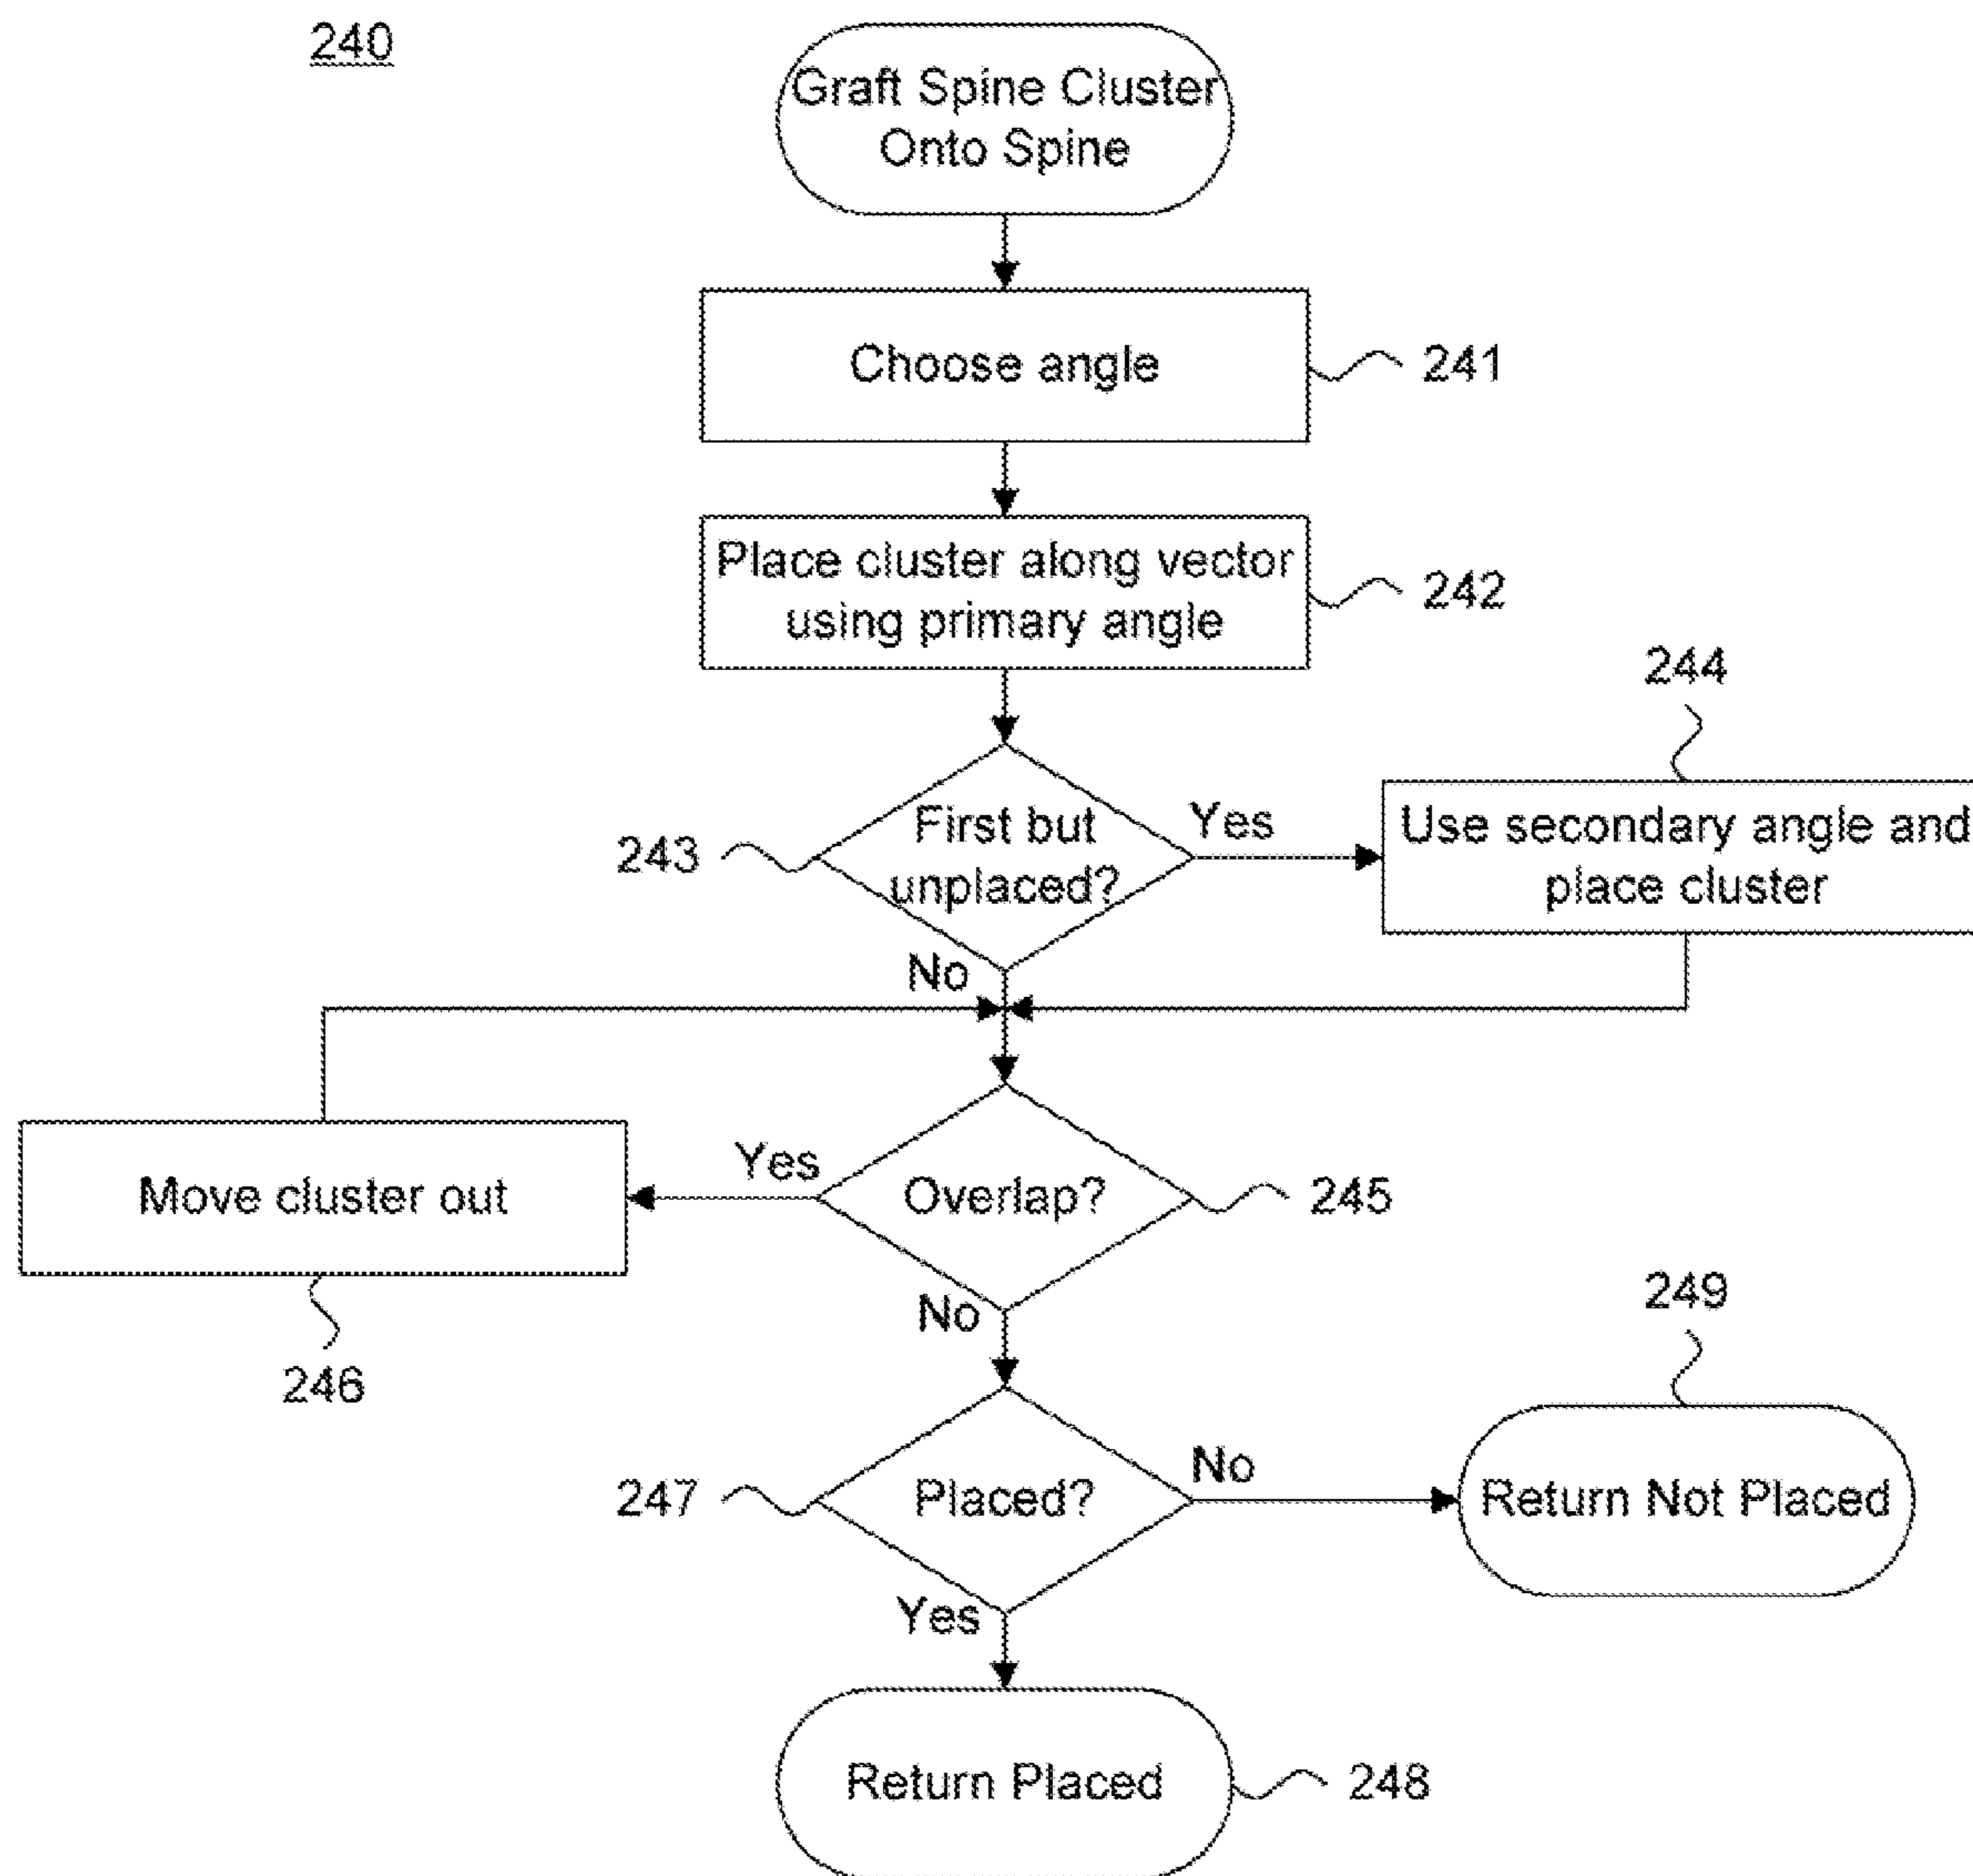 240
Graft Spine Cluster
Onto Spine
Choose angle
241
Place cluster along vector
using primary angle
242
244
243
First but
unplaced?
Yes
Use secondary angle and
place cluster
No
Move cluster out
Yes
Overlap?
245
246
No
249
247
Placed?
No
Return Not Placed
Yes
Return Placed
248